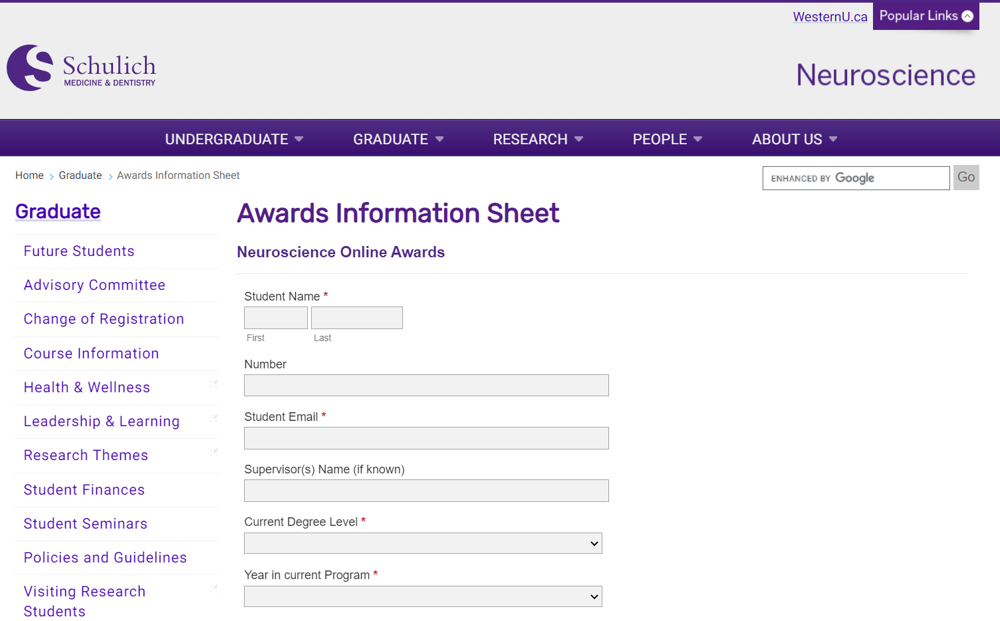 WesternU.ca
Popular Links
Schulich
MEDICINE & DENTISTRY
Neuroscience
UNDERGRADUATE
GRADUATE
RESEARCH
PEOPLE
ABOUT US
Home
Graduate
Awards Information Sheet
ENHANCED BY Google
Go
Graduate
Future Students
Advisory Committee
Change of Registration
Course Information
Health & Wellness
Leadership & Learning
Research Themes
Student Finances
Student Seminars
Policies and Guidelines
Visiting Research
Students
Awards Information Sheet
Neuroscience Online Awards
Student Name *
First
Last
Number
Student Email *
Supervisor(s) Name (if known)
Current Degree Level *
Year in current Program *